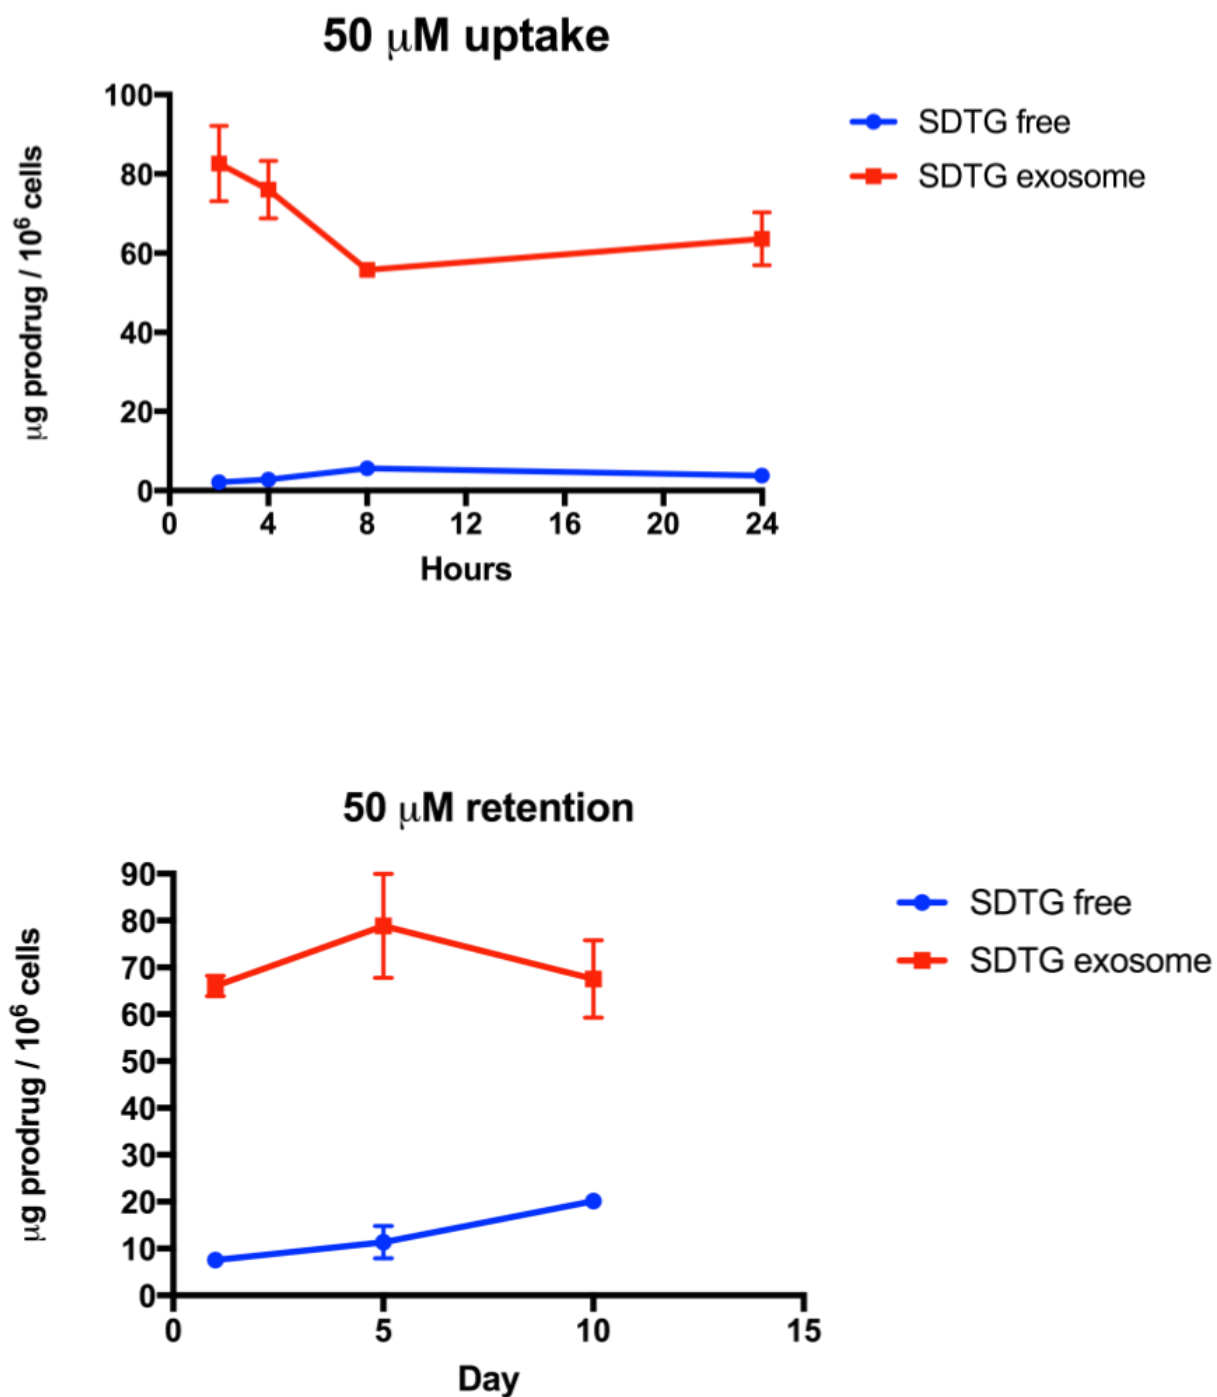 50 μM uptake
μg prodrug / 10⁶ cells
100
80
60
40
20
0
0 4 8 12 16 20 24
Hours
SDTG free
SDTG exosome
50 μM retention
μg prodrug / 10⁶ cells
90
80
70
60
50
40
30
20
10
0
0 5 10 15
Day
SDTG free
SDTG exosome